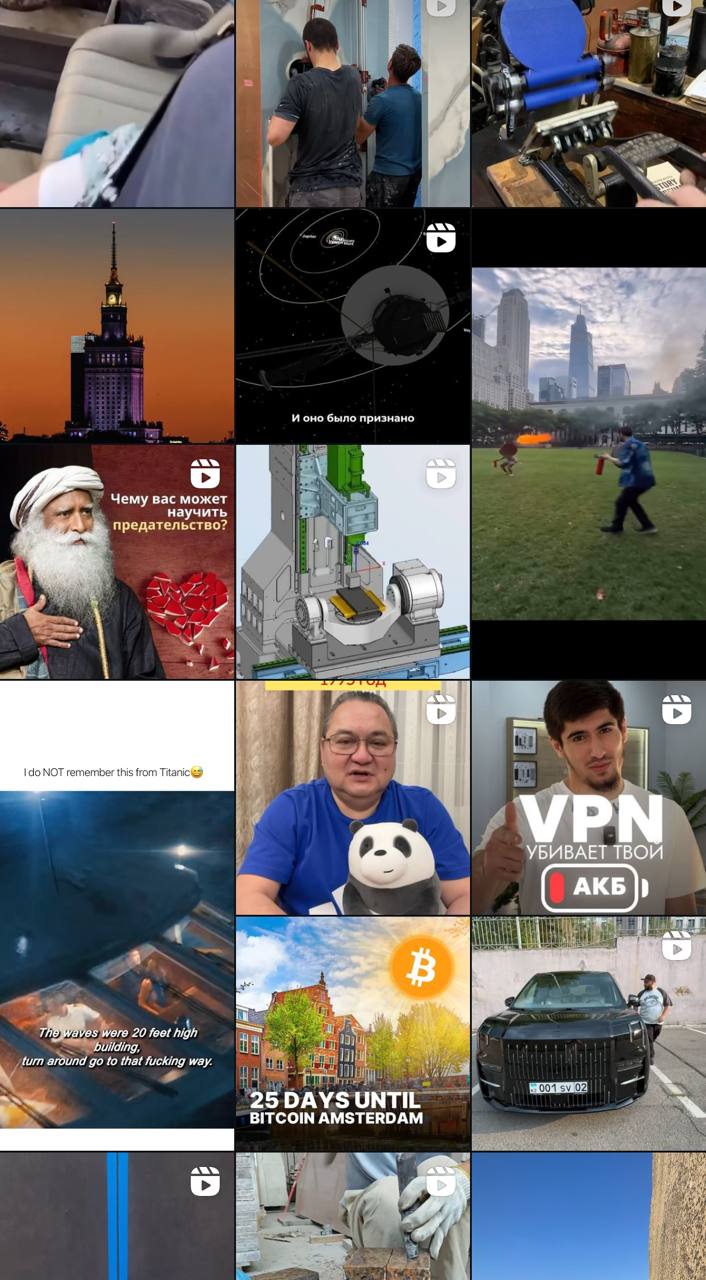 STORY
Jupiter
И оно было признано
Чему вас может
научить
предательство?
I do NOT remember this from Titanic😅
The waves were 20 feet high
building,
turn around go to that fucking way.
1995 ГОД
VPN
УБИВАЕТ ТВОЙ
АКБ
25 DAYS UNTIL
BITCOIN AMSTERDAM
001 SV 02